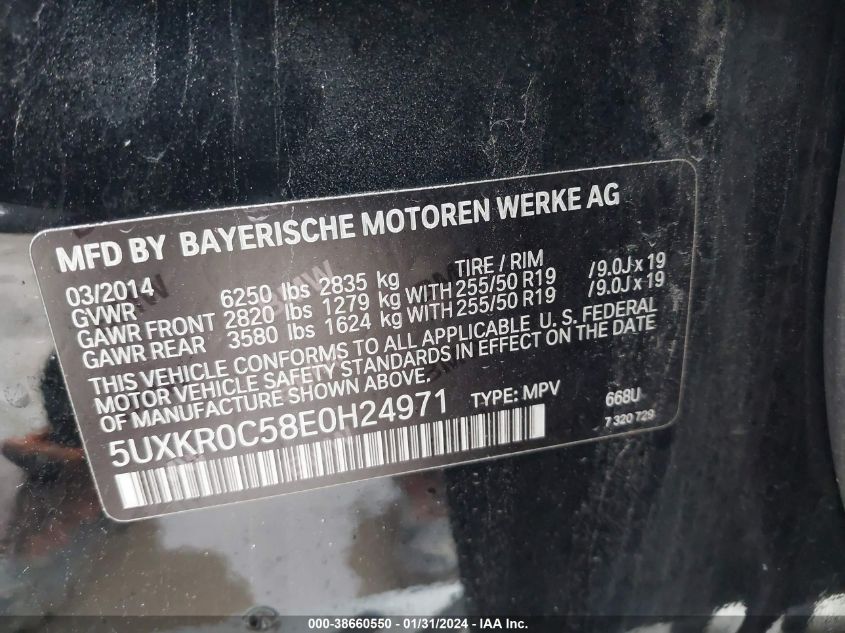 MFD BY BAYERISCHE MOTOREN WERKE AG
03/2014 TIRE / RIM
GVWR 6250 lbs 2835 kg
GAWR FRONT 2820 lbs 1279 kg WITH 255/50 R19 /9.0J x 19
GAWR REAR 3580 lbs 1624 kg WITH 255/50 R19 /9.0J x 19
THIS VEHICLE CONFORMS TO ALL APPLICABLE U. S. FEDERAL
MOTOR VEHICLE SAFETY STANDARDS IN EFFECT ON THE DATE
OF MANUFACTURE SHOWN ABOVE.
5UXKR0C58E0H24971 TYPE: MPV 668U
7 320 729
000-38660550 - 01/31/2024 - IAA Inc.